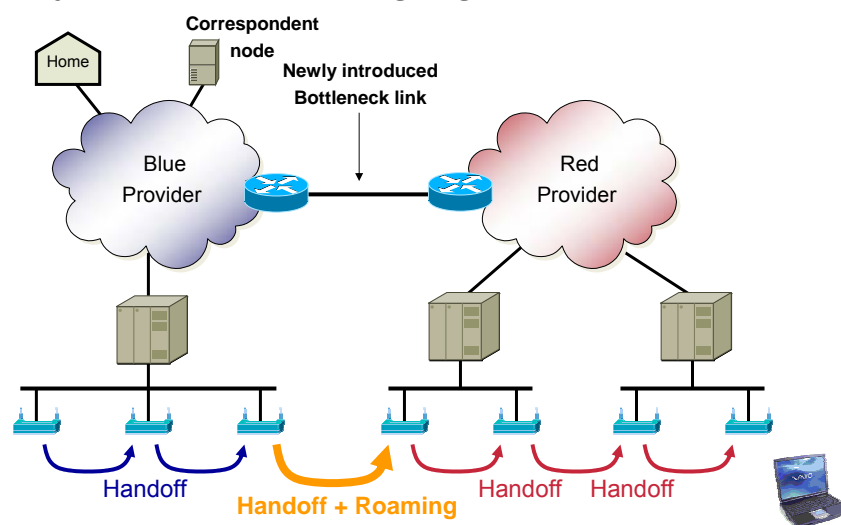 Correspondent
node
Home
Newly introduced
Bottleneck link
Blue
Provider
Red
Provider
Handoff
Handoff + Roaming
Handoff
Handoff
VAIO